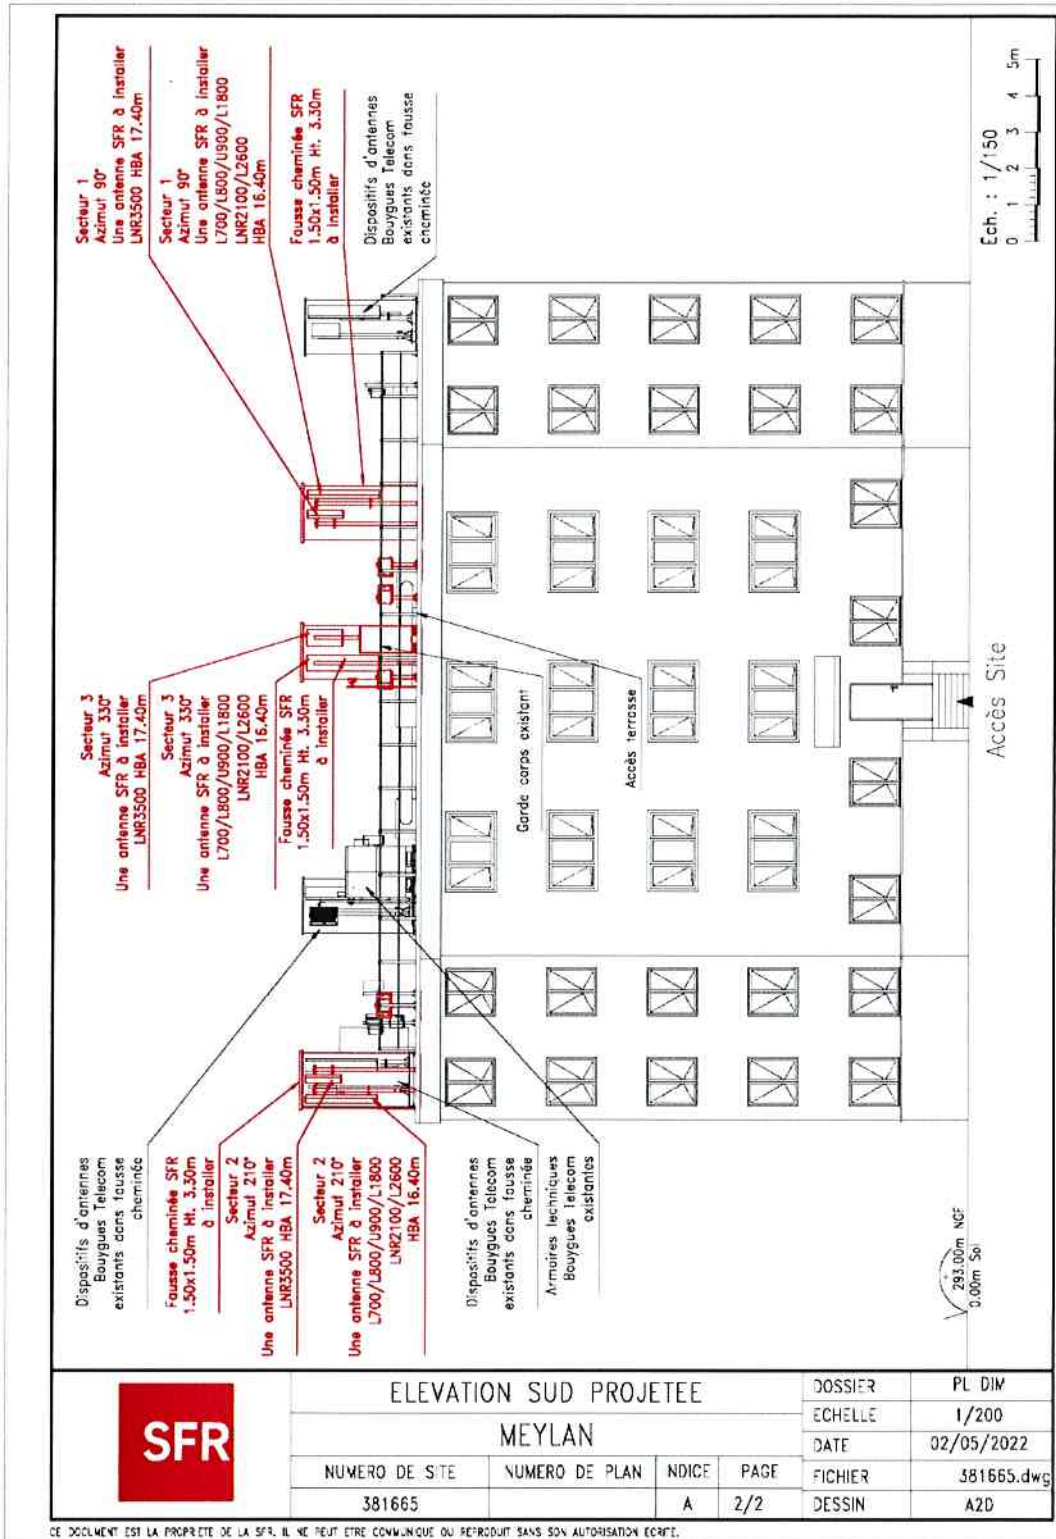 Secteur 1
Azimut 90°
Une antenne SFR à installer
LNR3500 HBA 17.40m
Secteur 1
Azimut 90°
Une antenne SFR à installer
L700/L800/U900/L1800
LNR2100/L2600
HBA 16.40m
Fausse cheminée SFR
1.50x1.50m Ht. 3.30m
à installer
Dispositifs d'antennes
Bouygues Telecom
existants dans fausse
cheminée
Secteur 3
Azimut 330°
Une antenne SFR à installer
LNR3500 HBA 17.40m
Secteur 3
Azimut 330°
Une antenne SFR à installer
L700/L800/U900/L1800
LNR2100/L2600
HBA 16.40m
Fausse cheminée SFR
1.50x1.50m Ht. 3.30m
à installer
Garde corps existant
Accès terrasse
Dispositifs d'antennes
Bouygues Telecom
existants dans fausse
cheminée
Fausse cheminée SFR
1.50x1.50m Ht. 3.30m
à installer
Secteur 2
Azimut 210°
Une antenne SFR à installer
LNR3500 HBA 17.40m
Secteur 2
Azimut 210°
Une antenne SFR à installer
L700/L800/U900/L1800
LNR2100/L2600
HBA 16.40m
Dispositifs d'antennes
Bouygues Telecom
existants dans fausse
cheminée
Armoires techniques
Bouygues Telecom
existantes
Accès Site
Ech. : 1/150
0 1 2 3 4 5m
293.00m NGF
0.00m Sol
SFR
ELEVATION SUD PROJETEE
MEYLAN
NUMERO DE SITE NUMERO DE PLAN NDICE PAGE
381665 A 2/2
DOSSIER PL DIM
ECHELLE 1/200
DATE 02/05/2022
FICHIER 381665.dwg
DESSIN A2D
CE DOCUMENT EST LA PROPRIETE DE LA SFR. IL NE PEUT ETRE COMMUNIQUE OU REPRODUIT SANS SON AUTORISATION ECRITE.